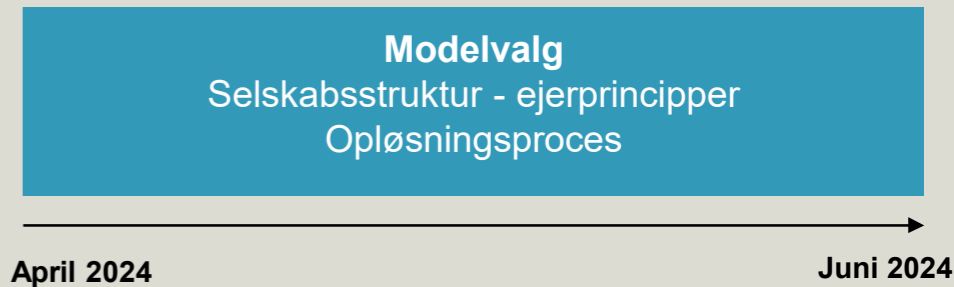 Modelvalg
Selskabsstruktur - ejerprincipper
Opløsningsproces
April 2024
Juni 2024